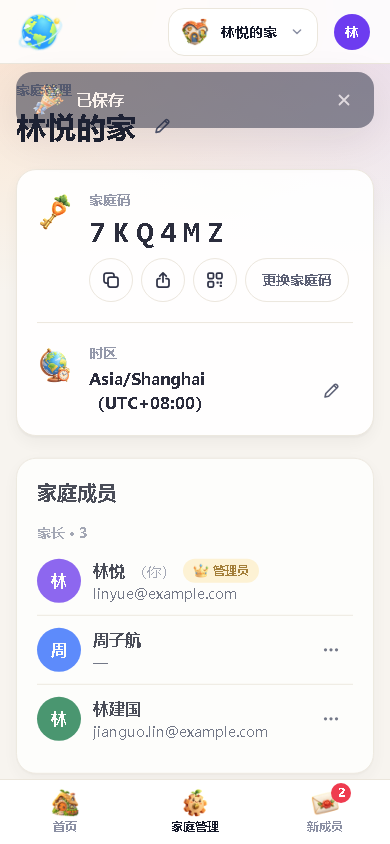 林悦的家
林
家庭管理
已保存
林悦的家
家庭码
7KQ4MZ
更换家庭码
时区
Asia/Shanghai
(UTC+08:00)
家庭成员
家长 • 3
林
林悦 (你) 管理员
linyue@example.com
周
周子航
—
林
林建国
jianguo.lin@example.com
首页
家庭管理
2
新成员